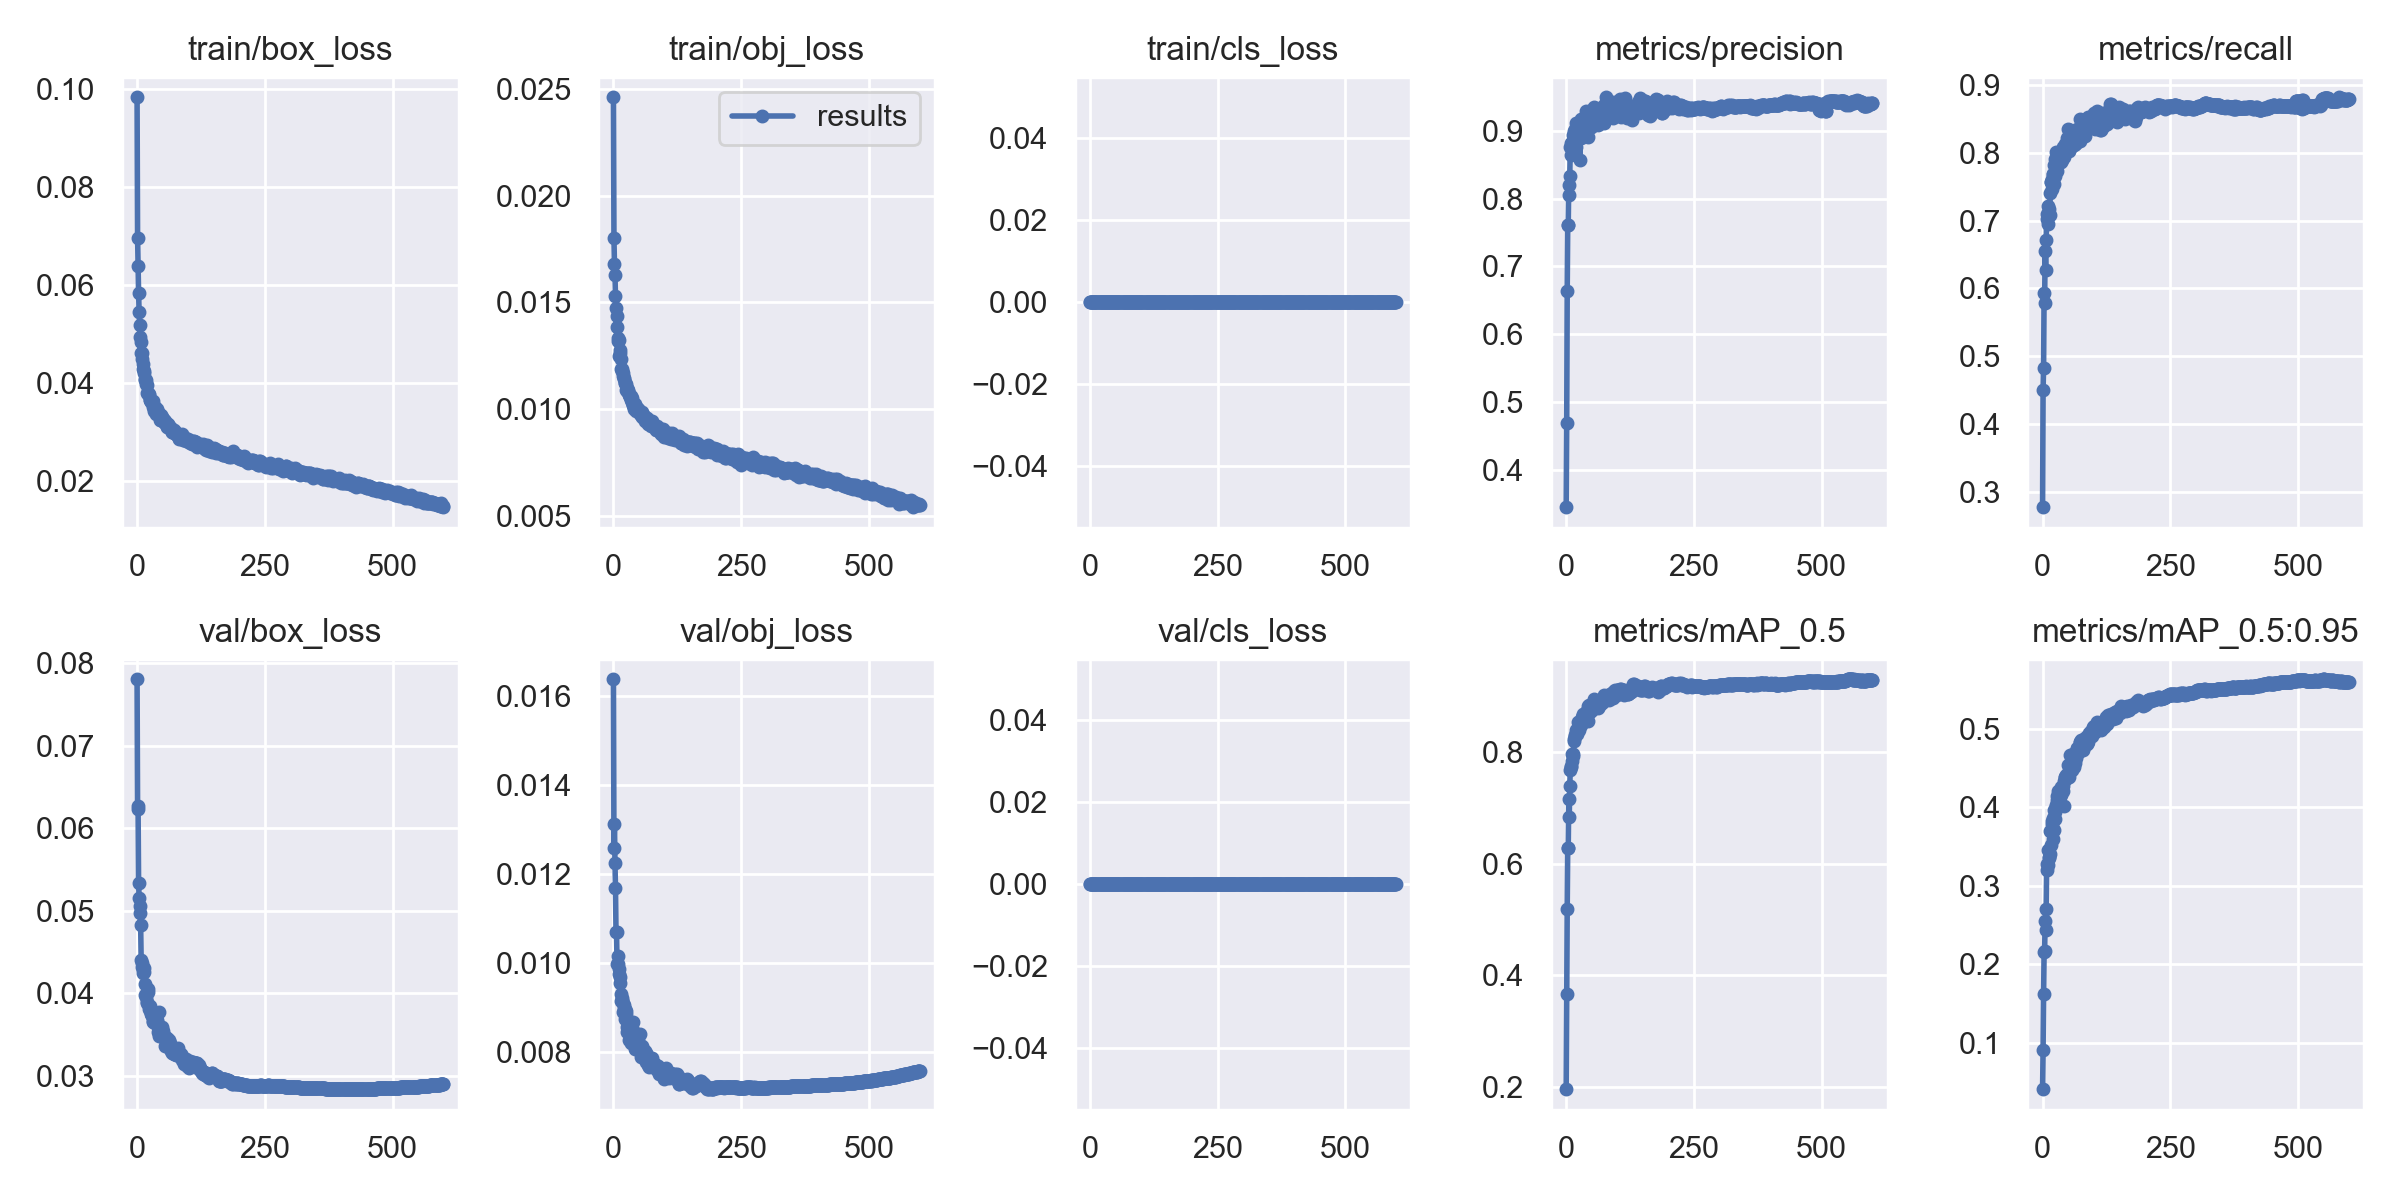 train/box_loss
0.10
0.08
0.06
0.04
0.02
0 250 500
train/obj_loss
results
0.025
0.020
0.015
0.010
0.005
0 250 500
train/cls_loss
0.04
0.02
0.00
−0.02
−0.04
0 250 500
metrics/precision
0.9
0.8
0.7
0.6
0.5
0.4
0 250 500
metrics/recall
0.9
0.8
0.7
0.6
0.5
0.4
0.3
0 250 500
val/box_loss
0.08
0.07
0.06
0.05
0.04
0.03
0 250 500
val/obj_loss
0.016
0.014
0.012
0.010
0.008
0 250 500
val/cls_loss
0.04
0.02
0.00
−0.02
−0.04
0 250 500
metrics/mAP_0.5
0.8
0.6
0.4
0.2
0 250 500
metrics/mAP_0.5:0.95
0.5
0.4
0.3
0.2
0.1
0 250 500